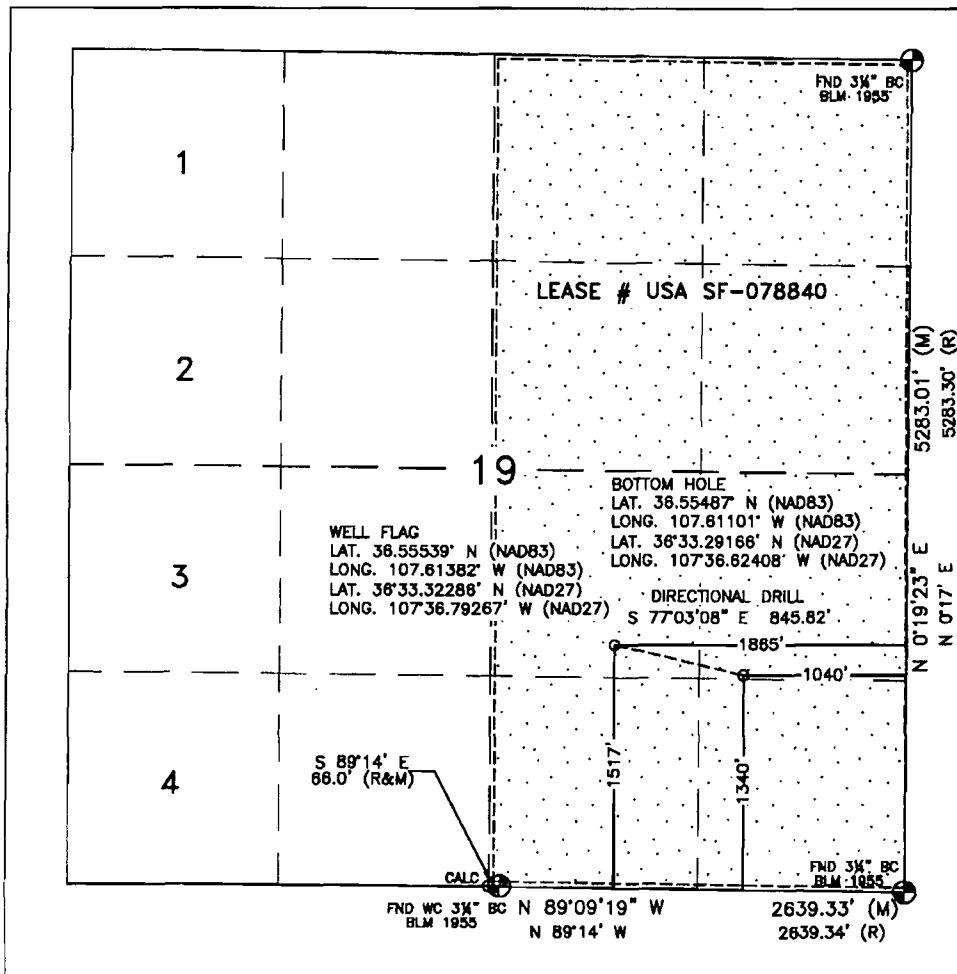 FND 3¼" BC
BLM 1955
1
LEASE # USA SF-078840
2
5283.01' (M)
5283.30' (R)
19
WELL FLAG
LAT. 36.55539° N (NAD83)
LONG. 107.61382° W (NAD83)
LAT. 36°33.32286' N (NAD27)
LONG. 107°36.79267' W (NAD27)
BOTTOM HOLE
LAT. 36.55487° N (NAD83)
LONG. 107.61101° W (NAD83)
LAT. 36°33.29166' N (NAD27)
LONG. 107°36.62408' W (NAD27)
3
DIRECTIONAL DRILL
S 77°03'08" E 845.82'
1865'
1040'
N 0°19'23" E
N 0°17' E
1517'
1340'
S 89°14' E
66.0' (R&M)
4
CALC
FND WC 3¼" BC
BLM 1955
N 89°09'19" W
N 89°14' W
2639.33' (M)
2639.34' (R)
FND 3¼" BC
BLM 1955